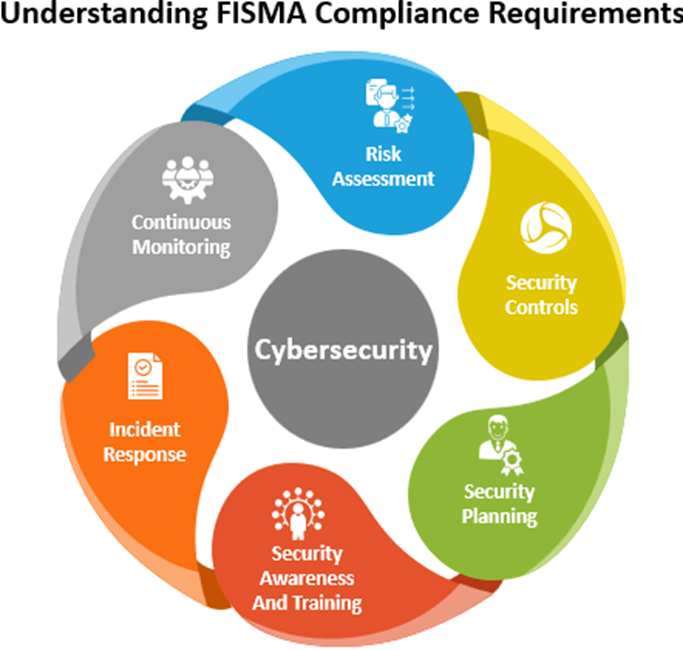 Understanding FISMA Compliance Requirements
Risk
Assessment
Security
Controls
Security
Planning
Security
Awareness
And Training
Incident
Response
Continuous
Monitoring
Cybersecurity